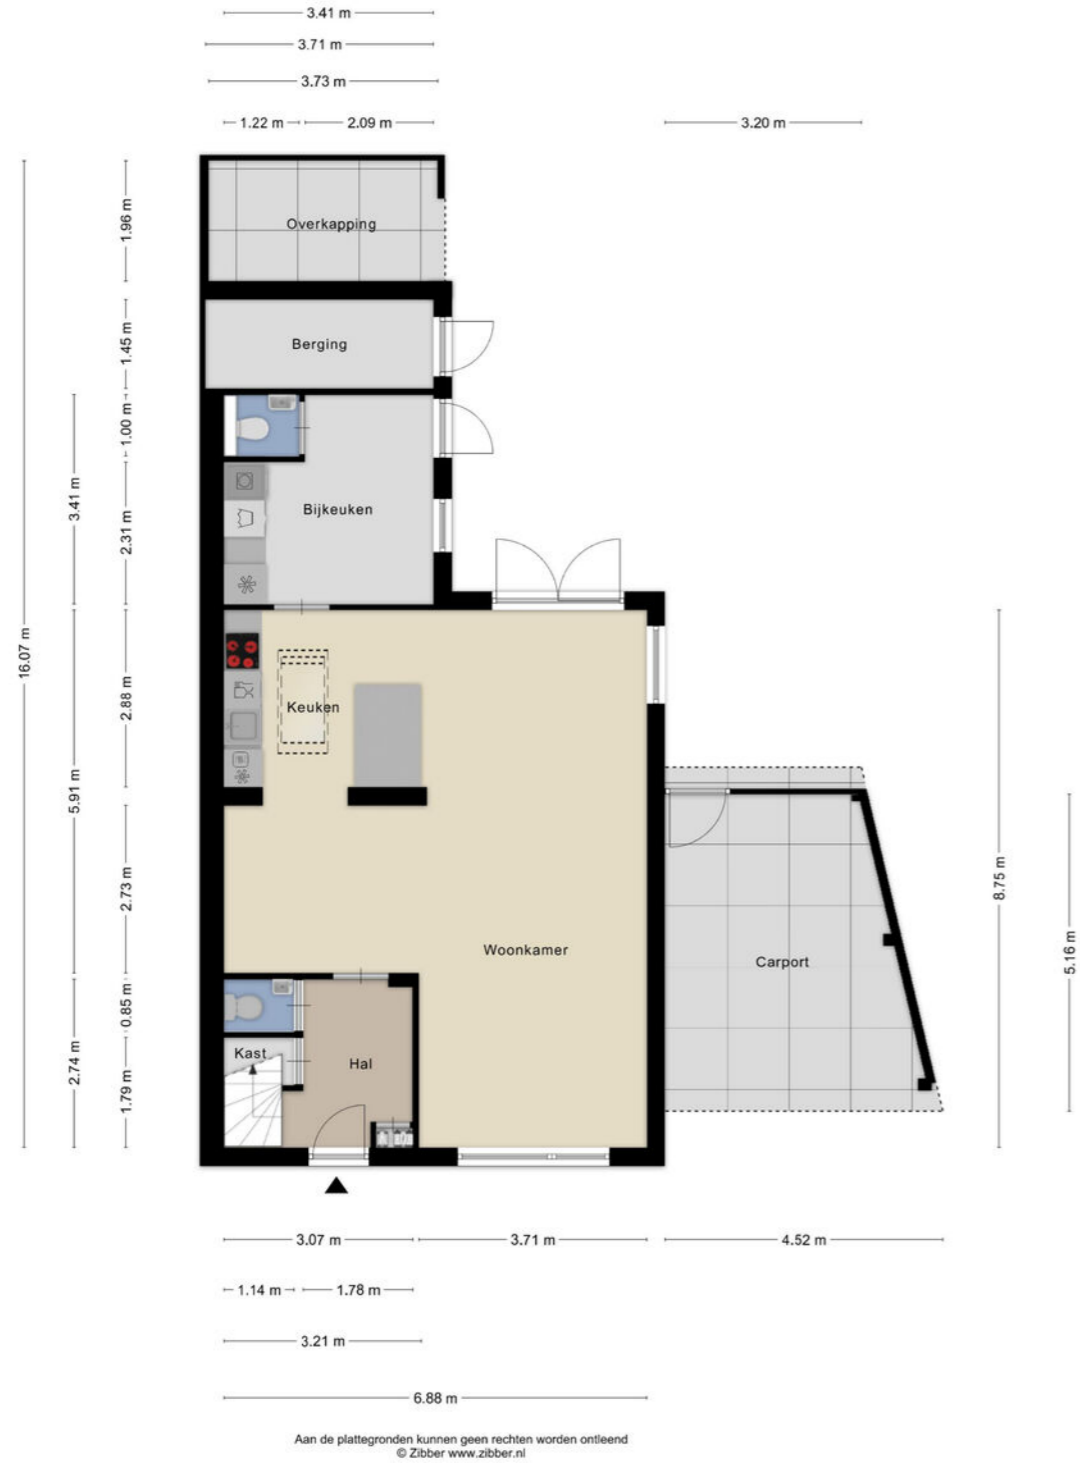 3.41 m
3.71 m
3.73 m
1.22 m
2.09 m
3.20 m
16.07 m
1.96 m
Overkapping
1.45 m
Berging
1.00 m
3.41 m
Bijkeuken
2.31 m
2.88 m
Keuken
5.91 m
2.73 m
Woonkamer
Carport
8.75 m
5.16 m
0.85 m
2.74 m
Kast
Hal
1.79 m
3.07 m
3.71 m
4.52 m
1.14 m
1.78 m
3.21 m
6.88 m
Aan de plattegronden kunnen geen rechten worden ontleend
© Zibber www.zibber.nl